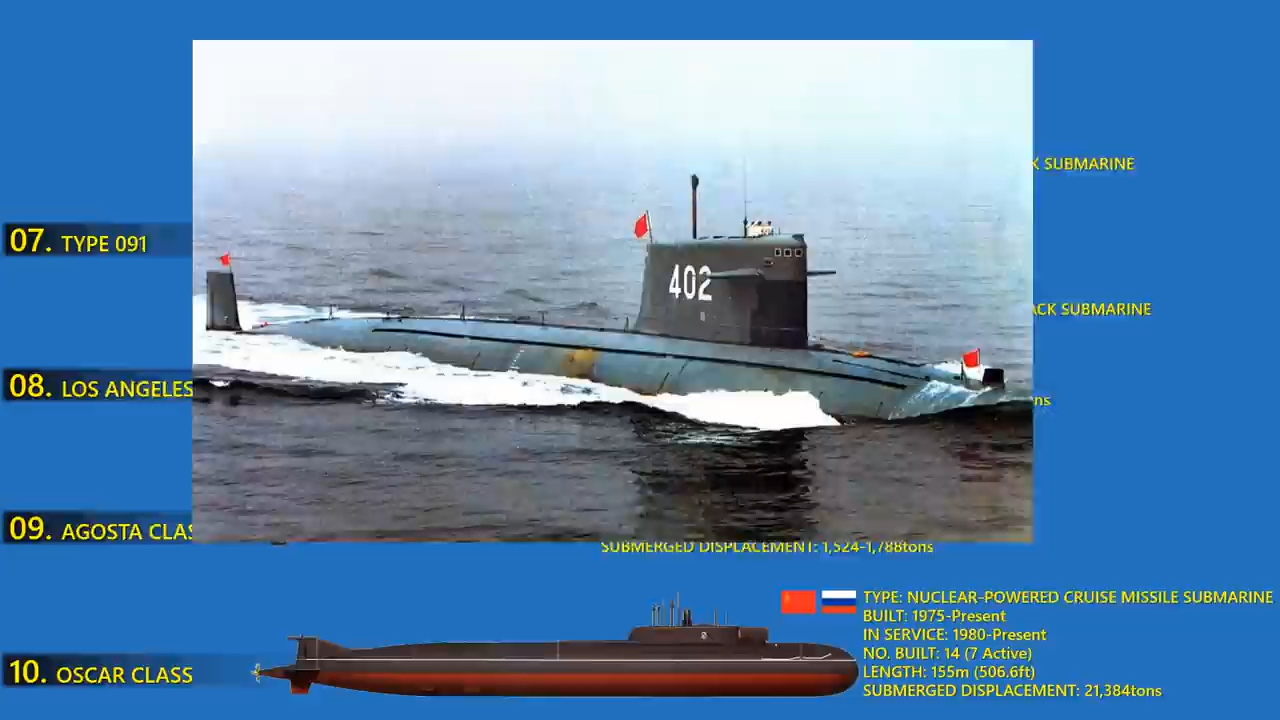 K SUBMARINE
07. TYPE 091
402
ACK SUBMARINE
08. LOS ANGELES
ns
09. AGOSTA CLAS
SUBMERGED DISPLACEMENT: 1,524-1,788tons
TYPE: NUCLEAR-POWERED CRUISE MISSILE SUBMARINE
BUILT: 1975-Present
IN SERVICE: 1980-Present
NO. BUILT: 14 (7 Active)
LENGTH: 155m (506.6ft)
SUBMERGED DISPLACEMENT: 21,384tons
10. OSCAR CLASS